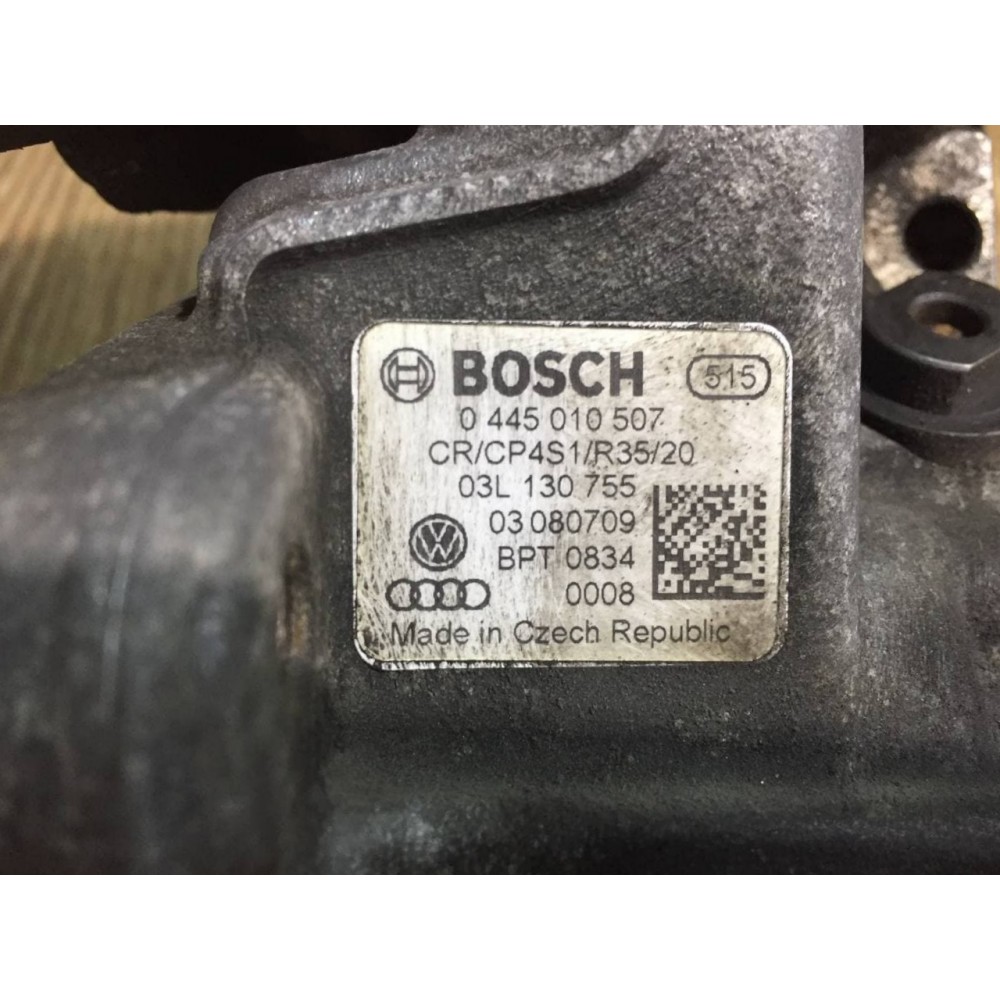 BOSCH 515
0 445 010 507
CR/CP4S1/R35/20
03L 130 755
03 080709
BPT 0834
0008
Made in Czech Republic